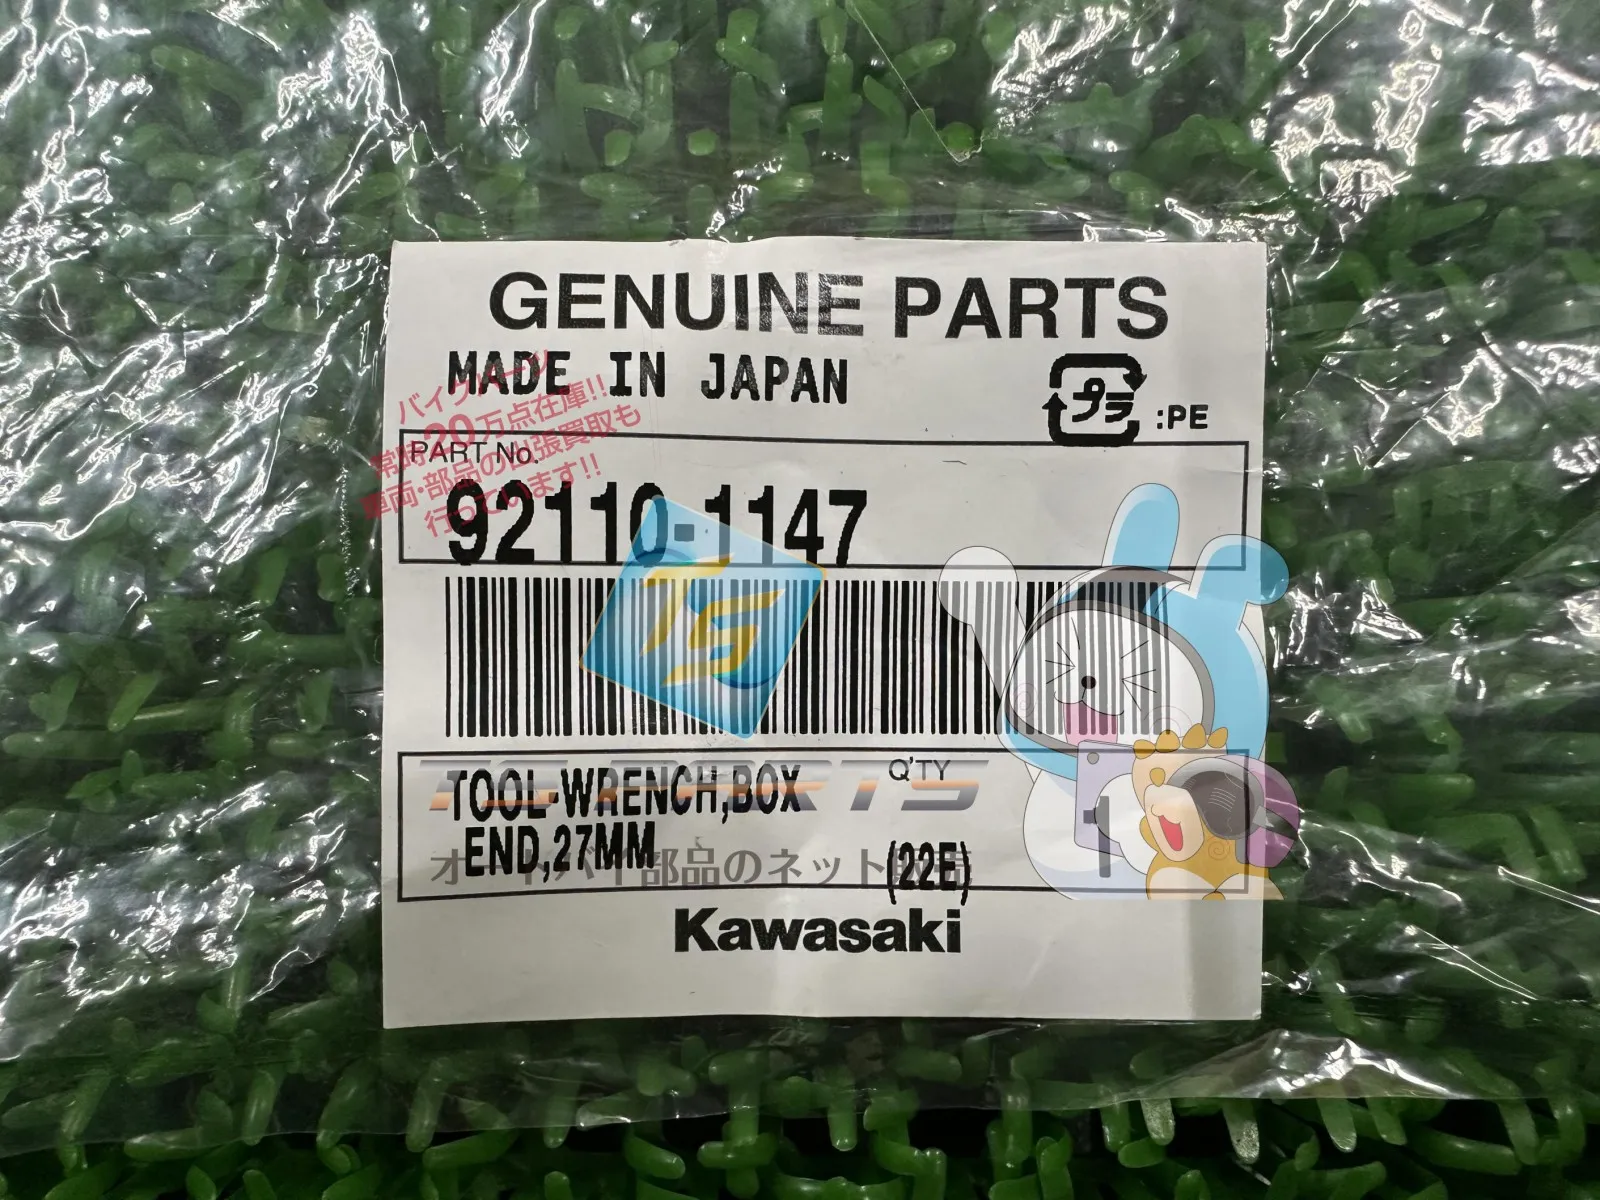 GENUINE PARTS
MADE IN JAPAN
プラ :PE
バイクパーツ
常時20万点在庫!!
車両・部品の出張買取も
行っています!!
PART No.
92110-1147
TS
TOOL-WRENCH,BOX
END,27MM
Q'TY
1
(22E)
TS PARTS
オートバイ部品のネット販売
Kawasaki